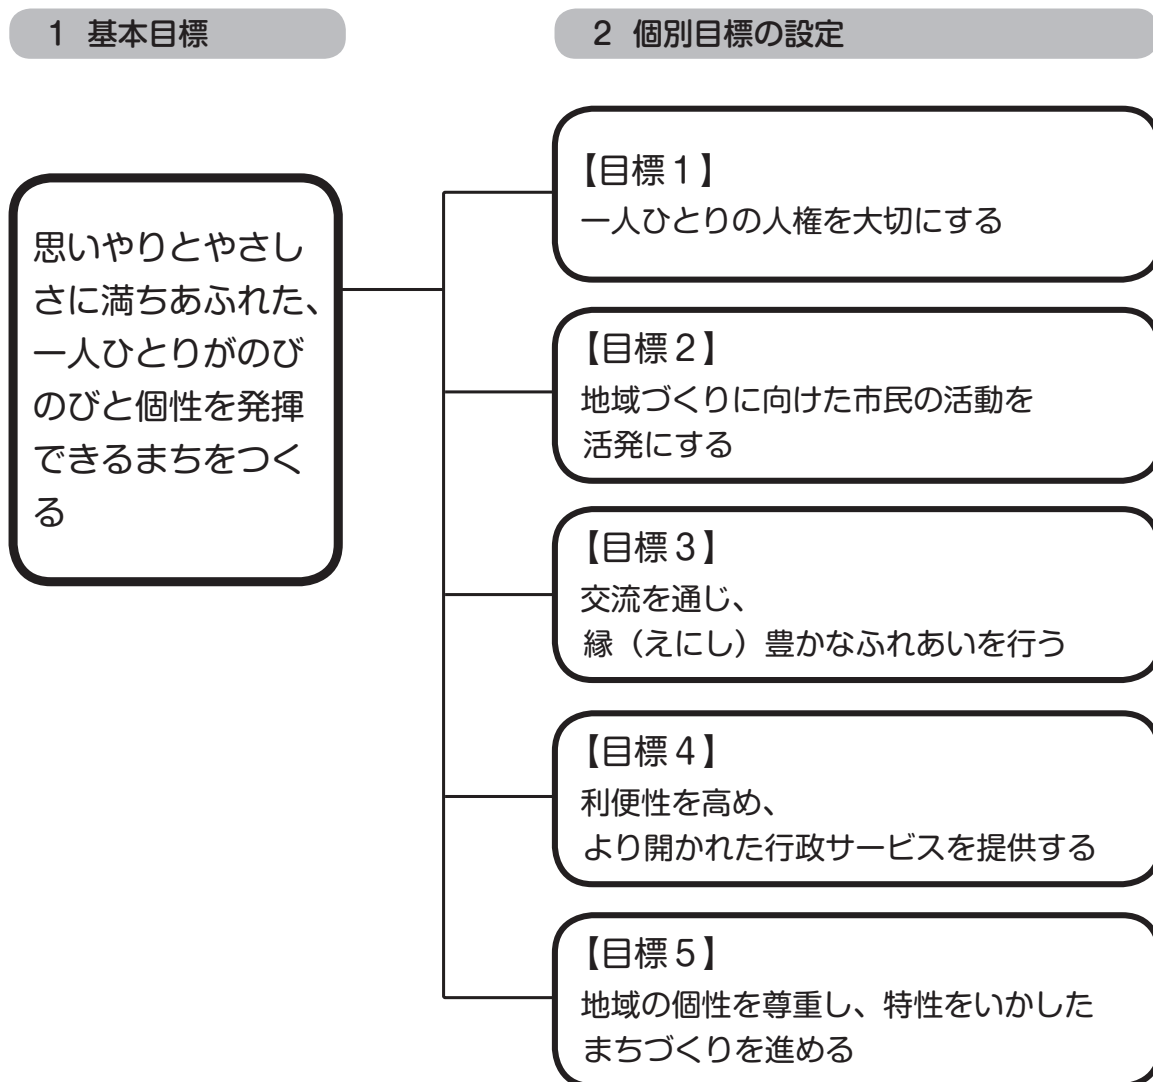 1 基本目標
2 個別目標の設定
思いやりとやさし
さに満ちあふれた、
一人ひとりがのび
のびと個性を発揮
できるまちをつく
る
【目標1】
一人ひとりの人権を大切にする
【目標2】
地域づくりに向けた市民の活動を
活発にする
【目標3】
交流を通じ、
縁（えにし）豊かなふれあいを行う
【目標4】
利便性を高め、
より開かれた行政サービスを提供する
【目標5】
地域の個性を尊重し、特性をいかした
まちづくりを進める